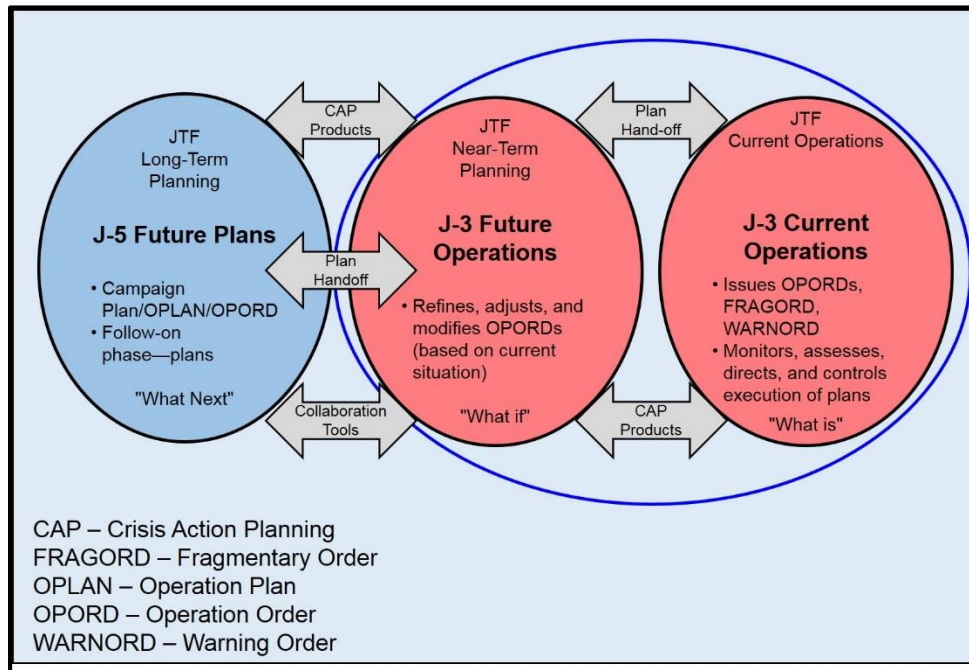 CAP
Products
Plan
Hand-off
JTF
Long-Term
Planning
J-5 Future Plans
• Campaign
Plan/OPLAN/OPORD
• Follow-on
phase—plans
"What Next"
Plan
Handoff
Collaboration
Tools
JTF
Near-Term
Planning
J-3 Future
Operations
• Refines, adjusts, and
modifies OPORDs
(based on current
situation)
"What if"
CAP
Products
JTF
Current Operations
J-3 Current
Operations
• Issues OPORDs,
FRAGORD,
WARNORD
• Monitors, assesses,
directs, and controls
execution of plans
"What is"
CAP – Crisis Action Planning
FRAGORD – Fragmentary Order
OPLAN – Operation Plan
OPORD – Operation Order
WARNORD – Warning Order